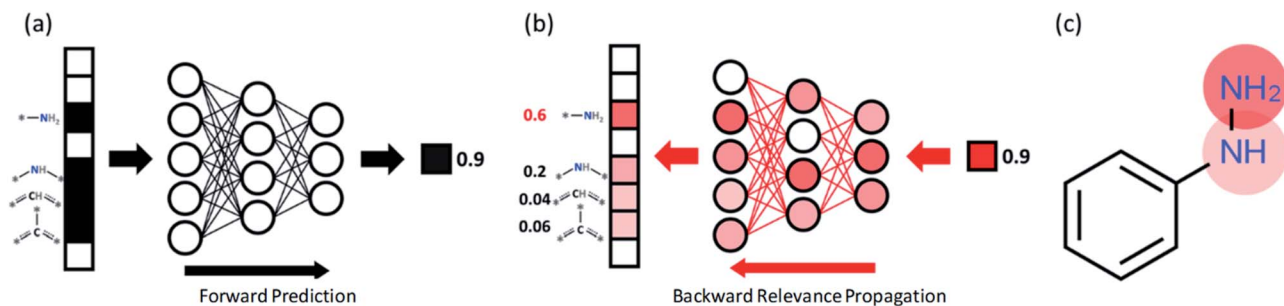 (a)
*—NH₂
NH
* *
*═CH═*
*
C
* *
0.9
Forward Prediction
(b)
0.6 *—NH₂
0.2 NH
* *
0.04 *═CH═*
*
0.06 C
* *
0.9
Backward Relevance Propagation
(c)
NH₂
NH